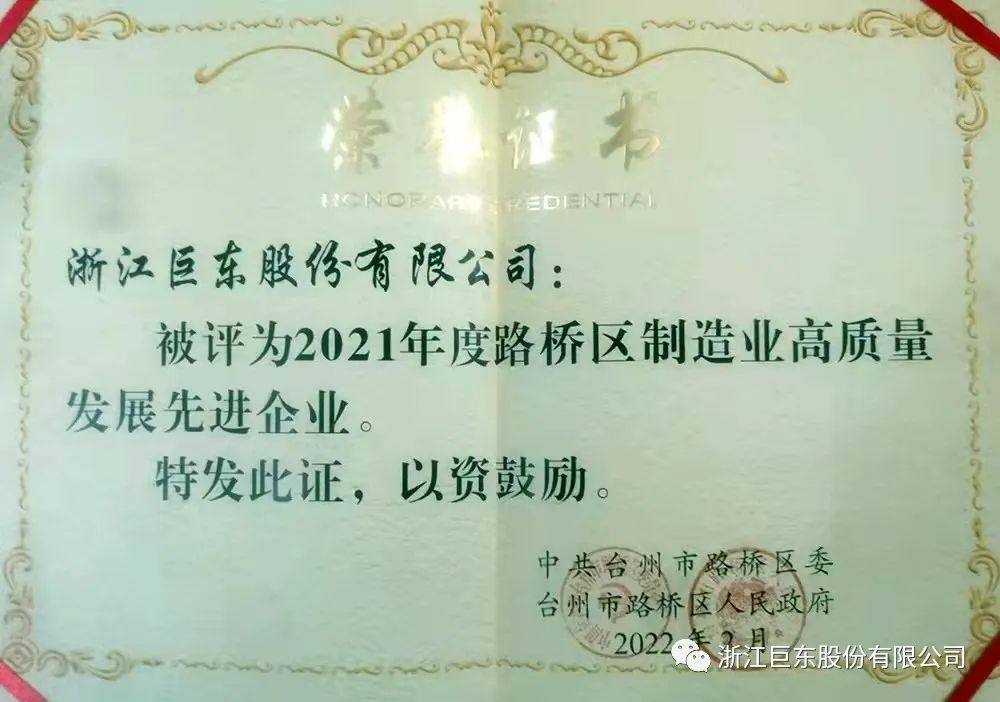 荣誉证书
HONORARY CREDENTIAL
浙江巨东股份有限公司：
被评为2021年度路桥区制造业高质量
发展先进企业。
特发此证，以资鼓励。
中共台州市路桥区委
台州市路桥区人民政府
2022年2月
浙江巨东股份有限公司